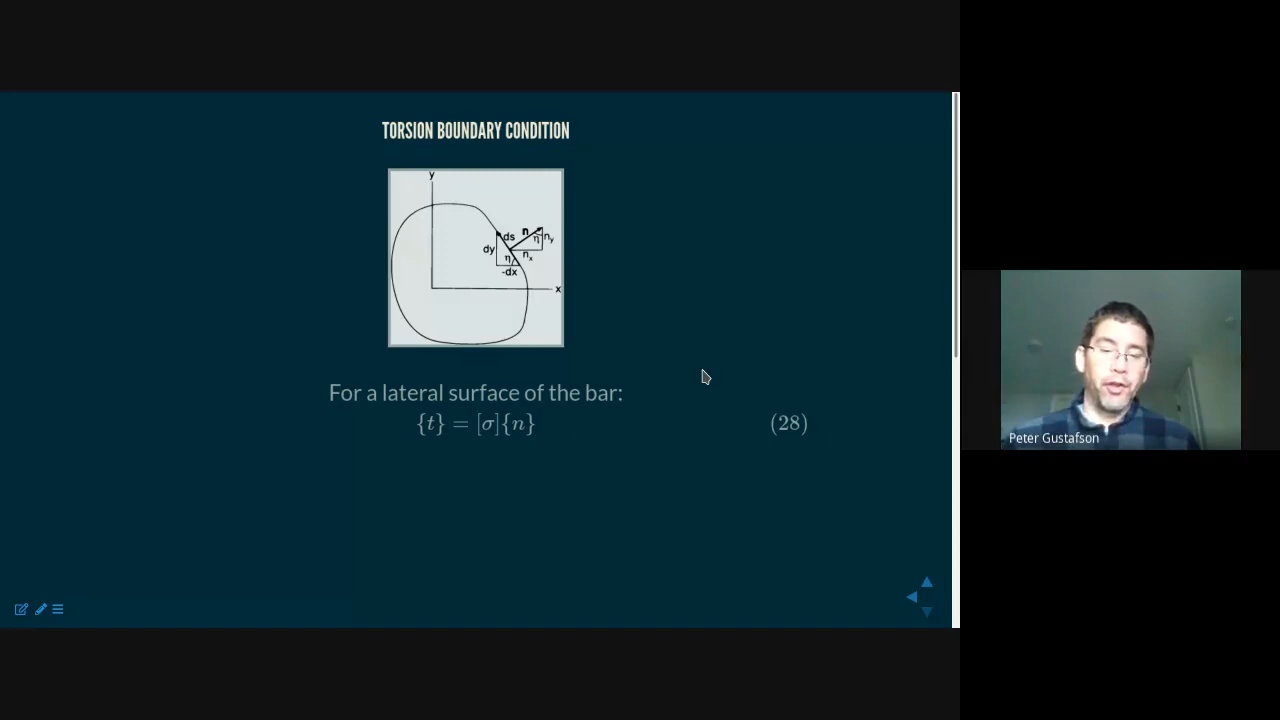 TORSION BOUNDARY CONDITION
y
ds
n
η
n_y
dy
η
n_x
-dx
x
For a lateral surface of the bar:
{t} = [σ]{n} (28)
Peter Gustafson